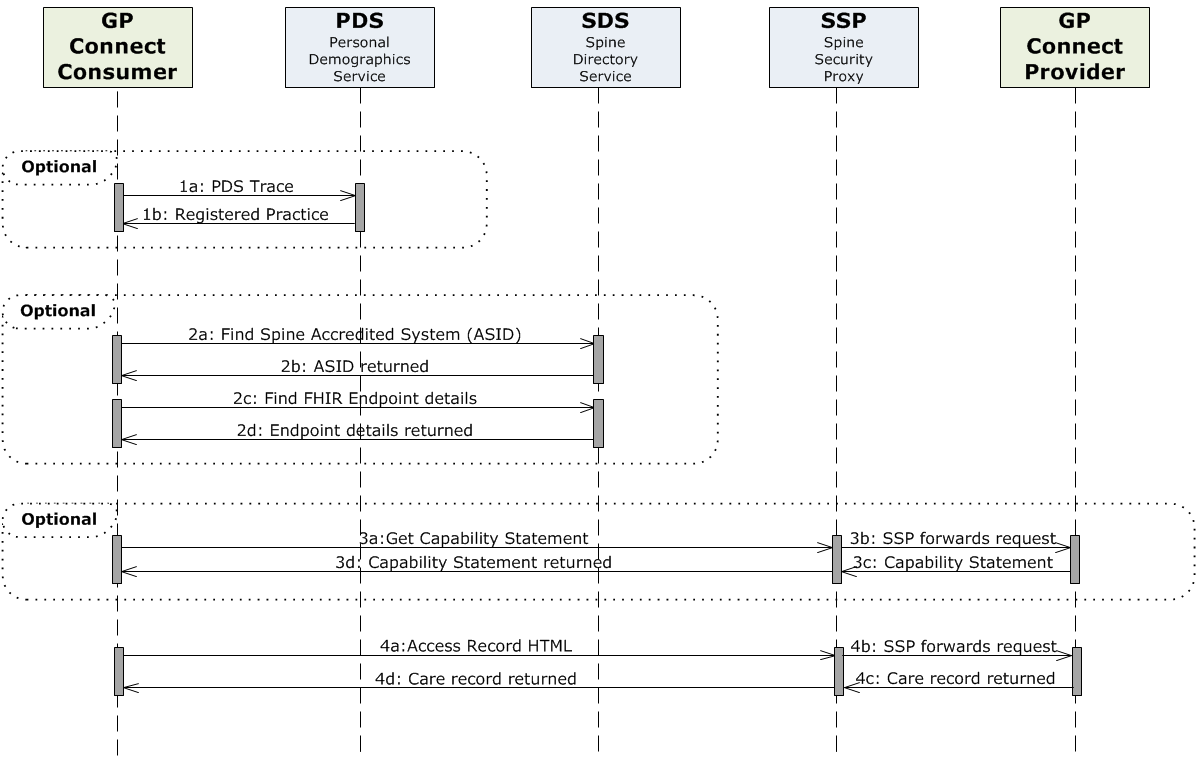 GP
Connect
Consumer
PDS
Personal
Demographics
Service
SDS
Spine
Directory
Service
SSP
Spine
Security
Proxy
GP
Connect
Provider
Optional
1a: PDS Trace
1b: Registered Practice
Optional
2a: Find Spine Accredited System (ASID)
2b: ASID returned
2c: Find FHIR Endpoint details
2d: Endpoint details returned
Optional
3a:Get Capability Statement
3b: SSP forwards request
3d: Capability Statement returned
3c: Capability Statement
4a:Access Record HTML
4b: SSP forwards request
4d: Care record returned
4c: Care record returned